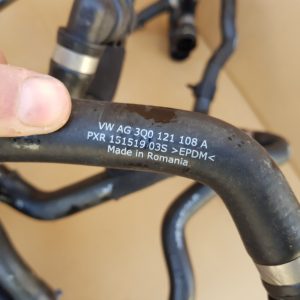 VW AG 3Q0 121 108 A
PXR 151519 03S >EPDM<
Made in Romania